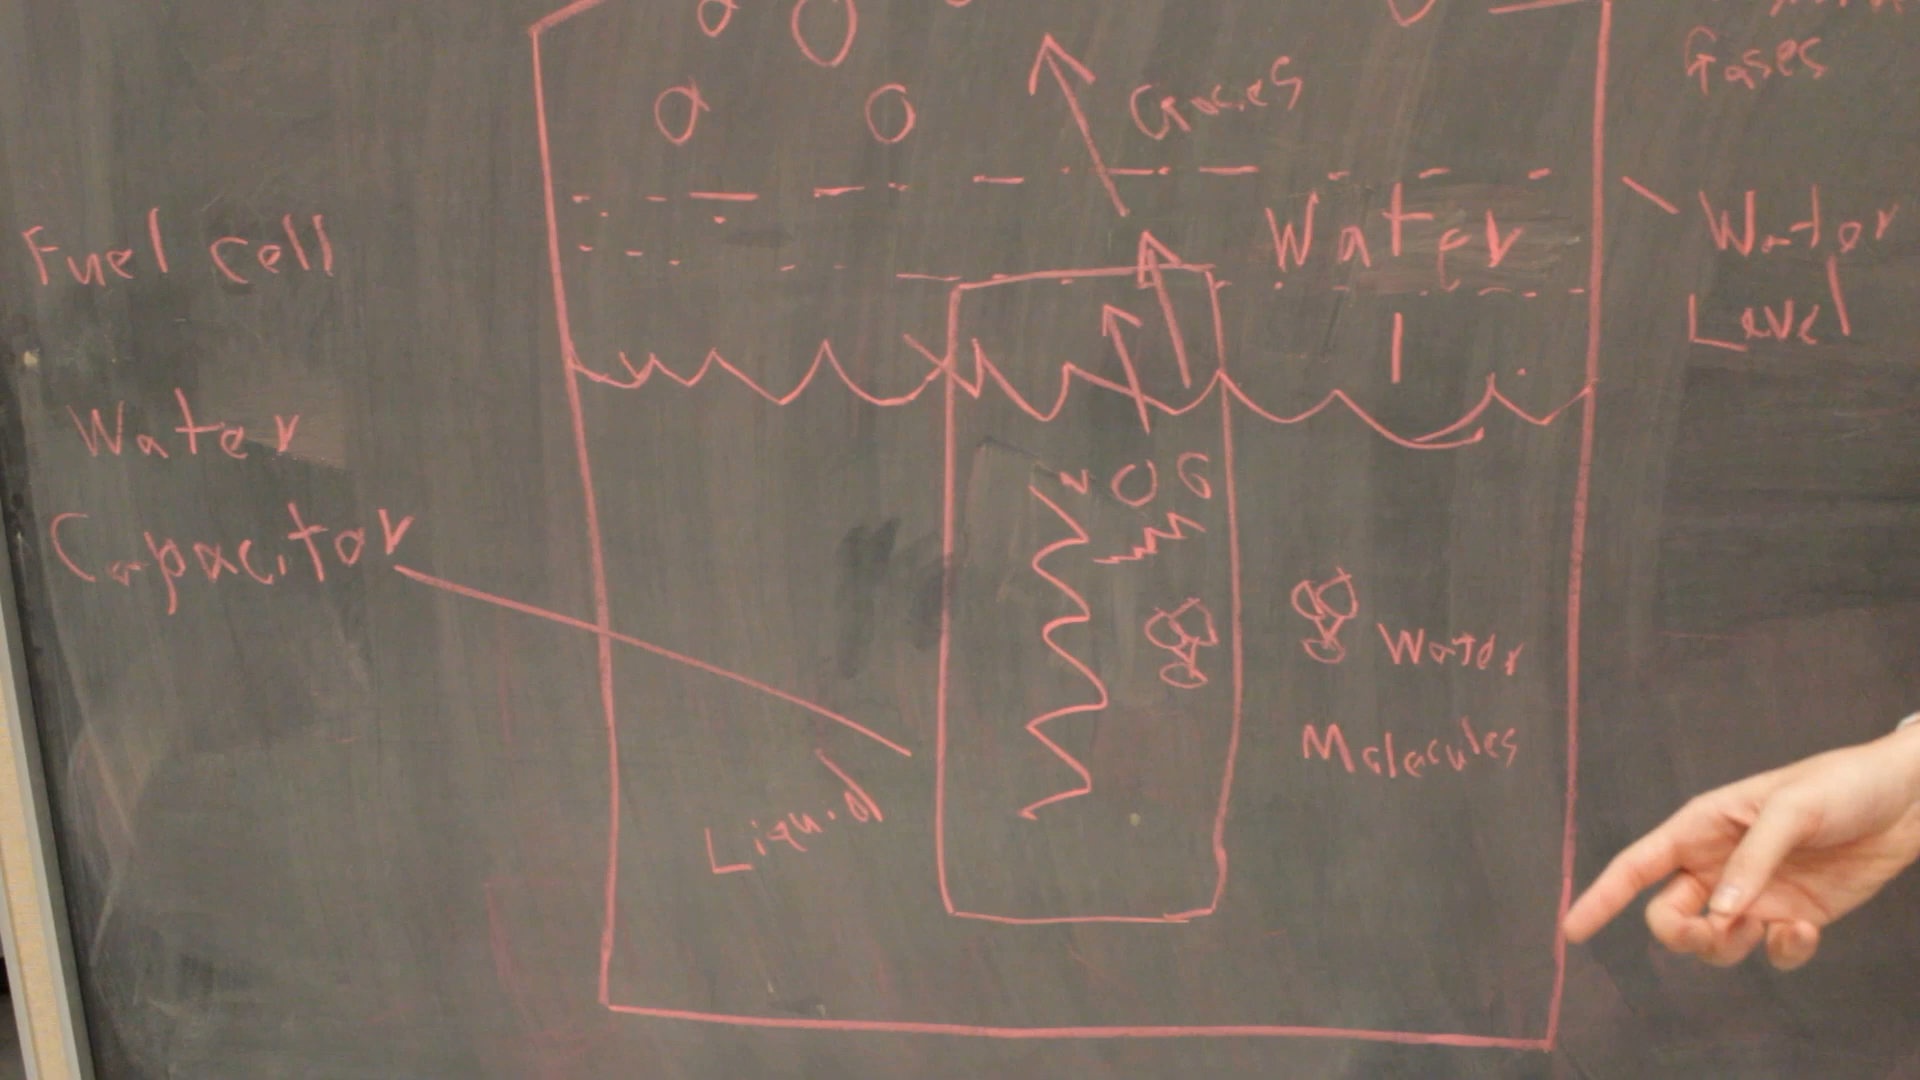 Gases
Gases
Water
Water
Level
Fuel cell
Water
Capacitor
Water
Molecules
Liquid